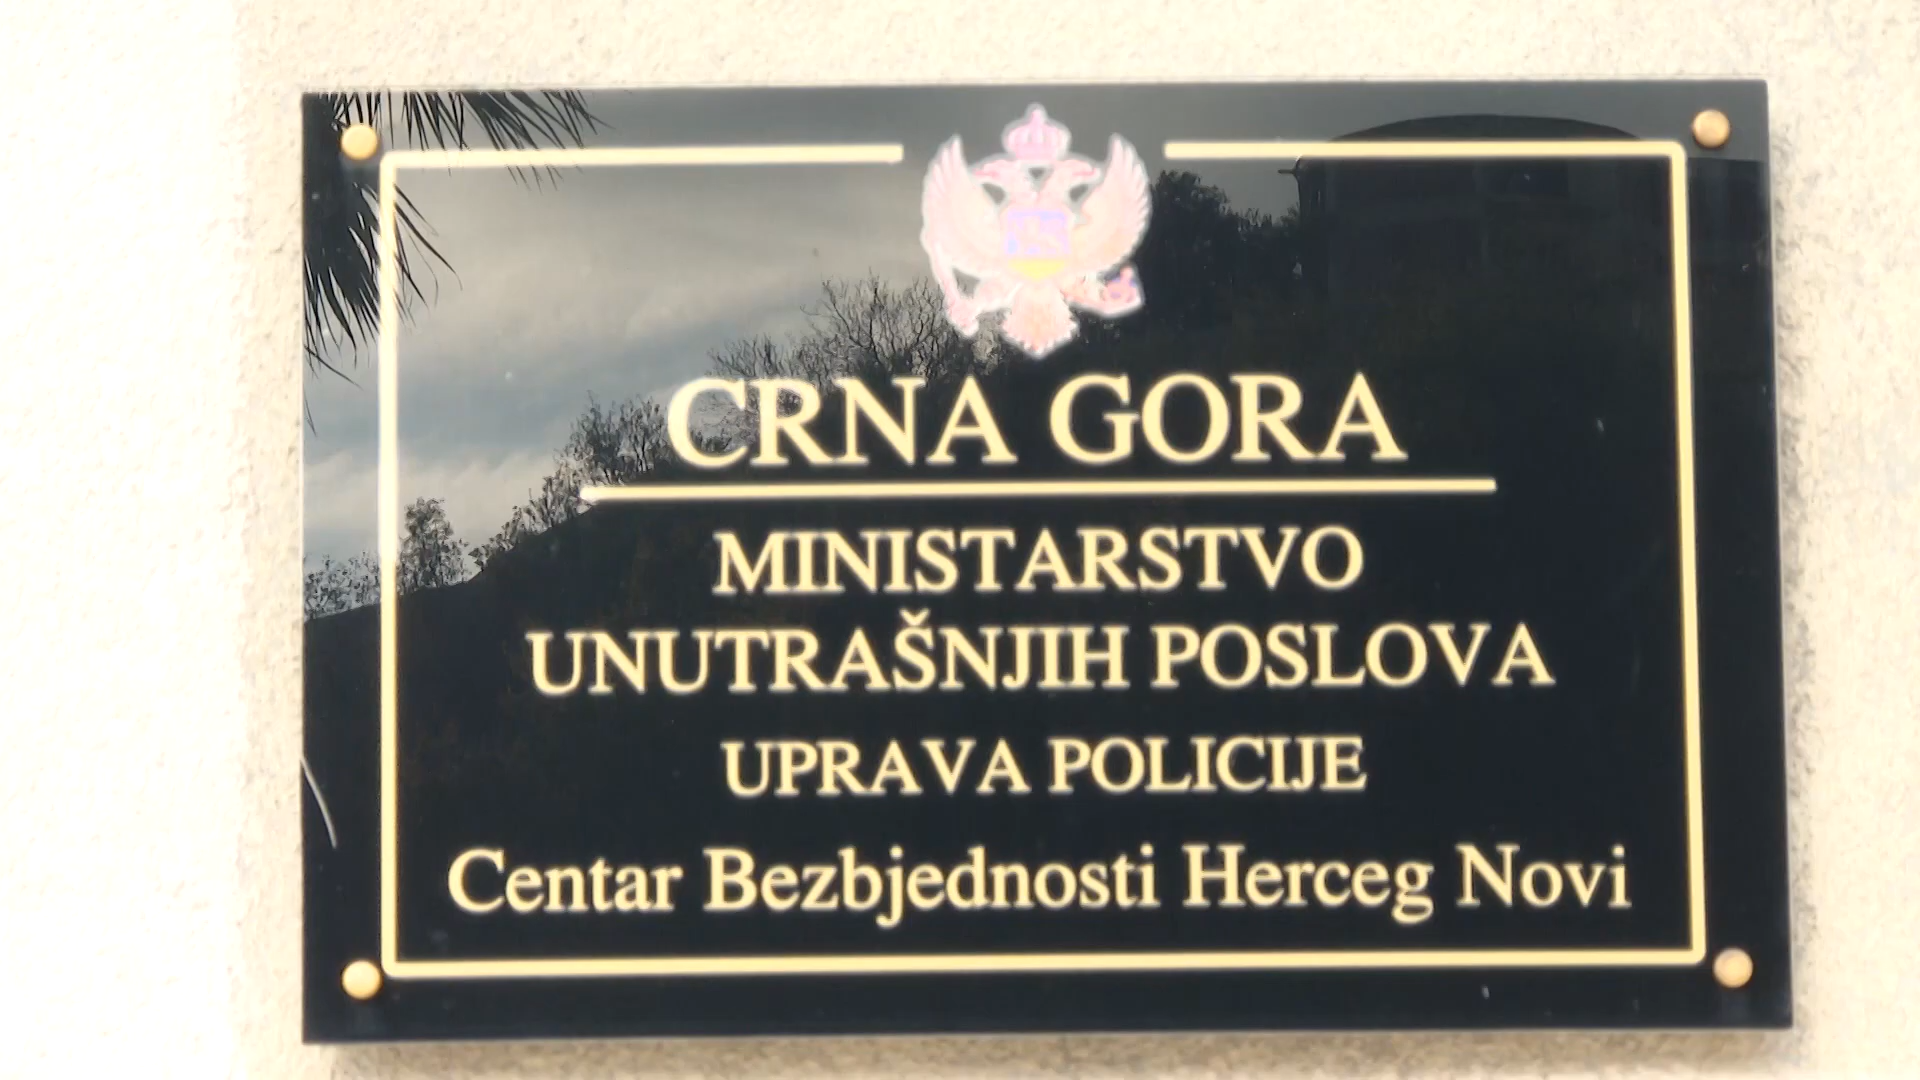 CRNA GORA
MINISTARSTVO
UNUTRAŠNJIH POSLOVA
UPRAVA POLICIJE
Centar Bezbjednosti Herceg Novi